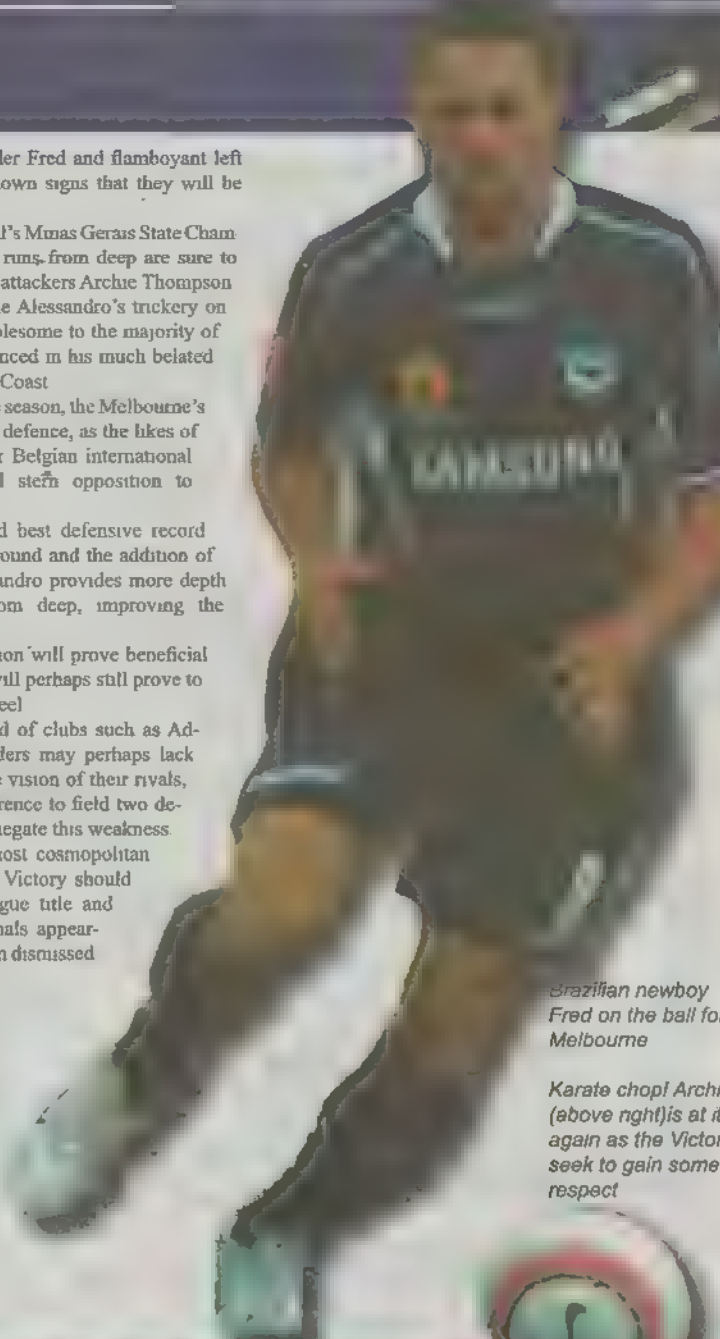 ler Fred and flamboyant left
own signs that they will be
l's Minas Gerais State Cham-
runs from deep are sure to
attackers Archie Thompson
e Alessandro's trickery on
blesome to the majority of
nced in his much belated
Coast
season, the Melbourne's
defence, as the likes of
r Belgian international
l stern opposition to
d best defensive record
ound and the addition of
andro provides more depth
om deep, improving the
on will prove beneficial
vill perhaps still prove to
eel
d of clubs such as Ad-
ders may perhaps lack
e vision of their rivals,
rence to field two de-
negate this weakness
ost cosmopolitan
Victory should
gue title and
nals appear-
n dismissed
SAMSUNG
Brazilian newboy
Fred on the ball fo
Melbourne
Karate chop! Archi
(above right)is at it
again as the Victor
seek to gain some
respect